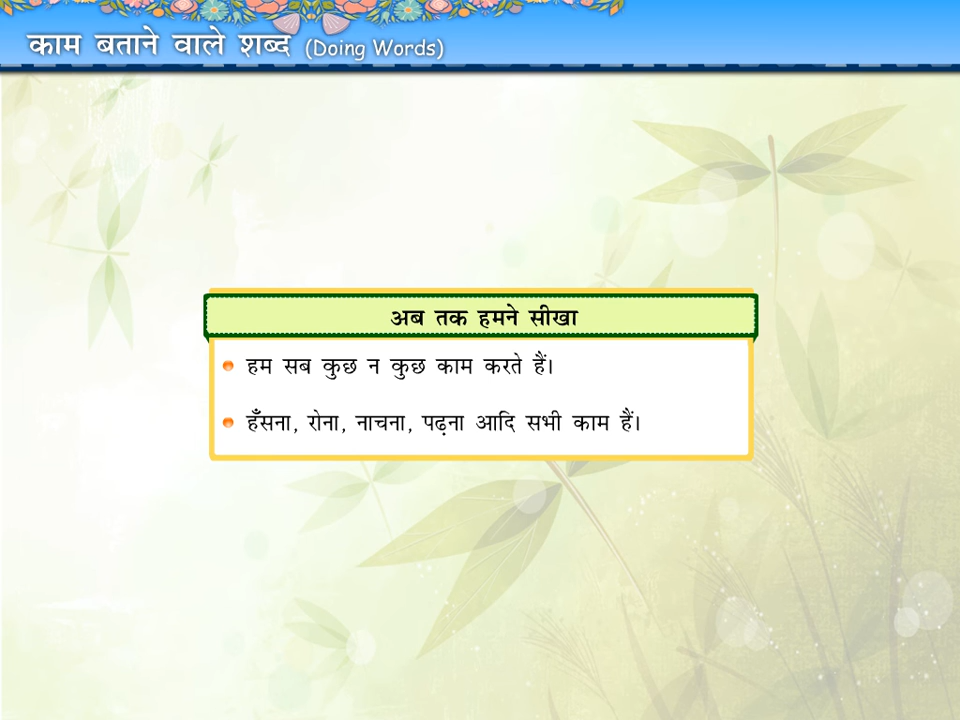 काम बताने वाले शब्द (Doing Words)
अब तक हमने सीखा
हम सब कुछ न कुछ काम करते हैं।
हँसना, रोना, नाचना, पढ़ना आदि सभी काम हैं।